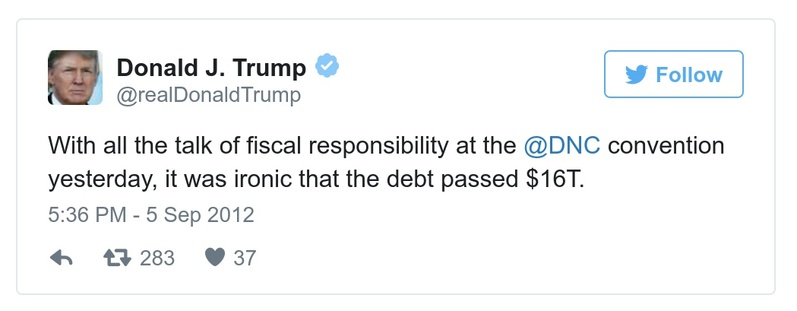 Donald J. Trump
@realDonaldTrump
Follow
With all the talk of fiscal responsibility at the @DNC convention
yesterday, it was ironic that the debt passed $16T.
5:36 PM - 5 Sep 2012
283 37